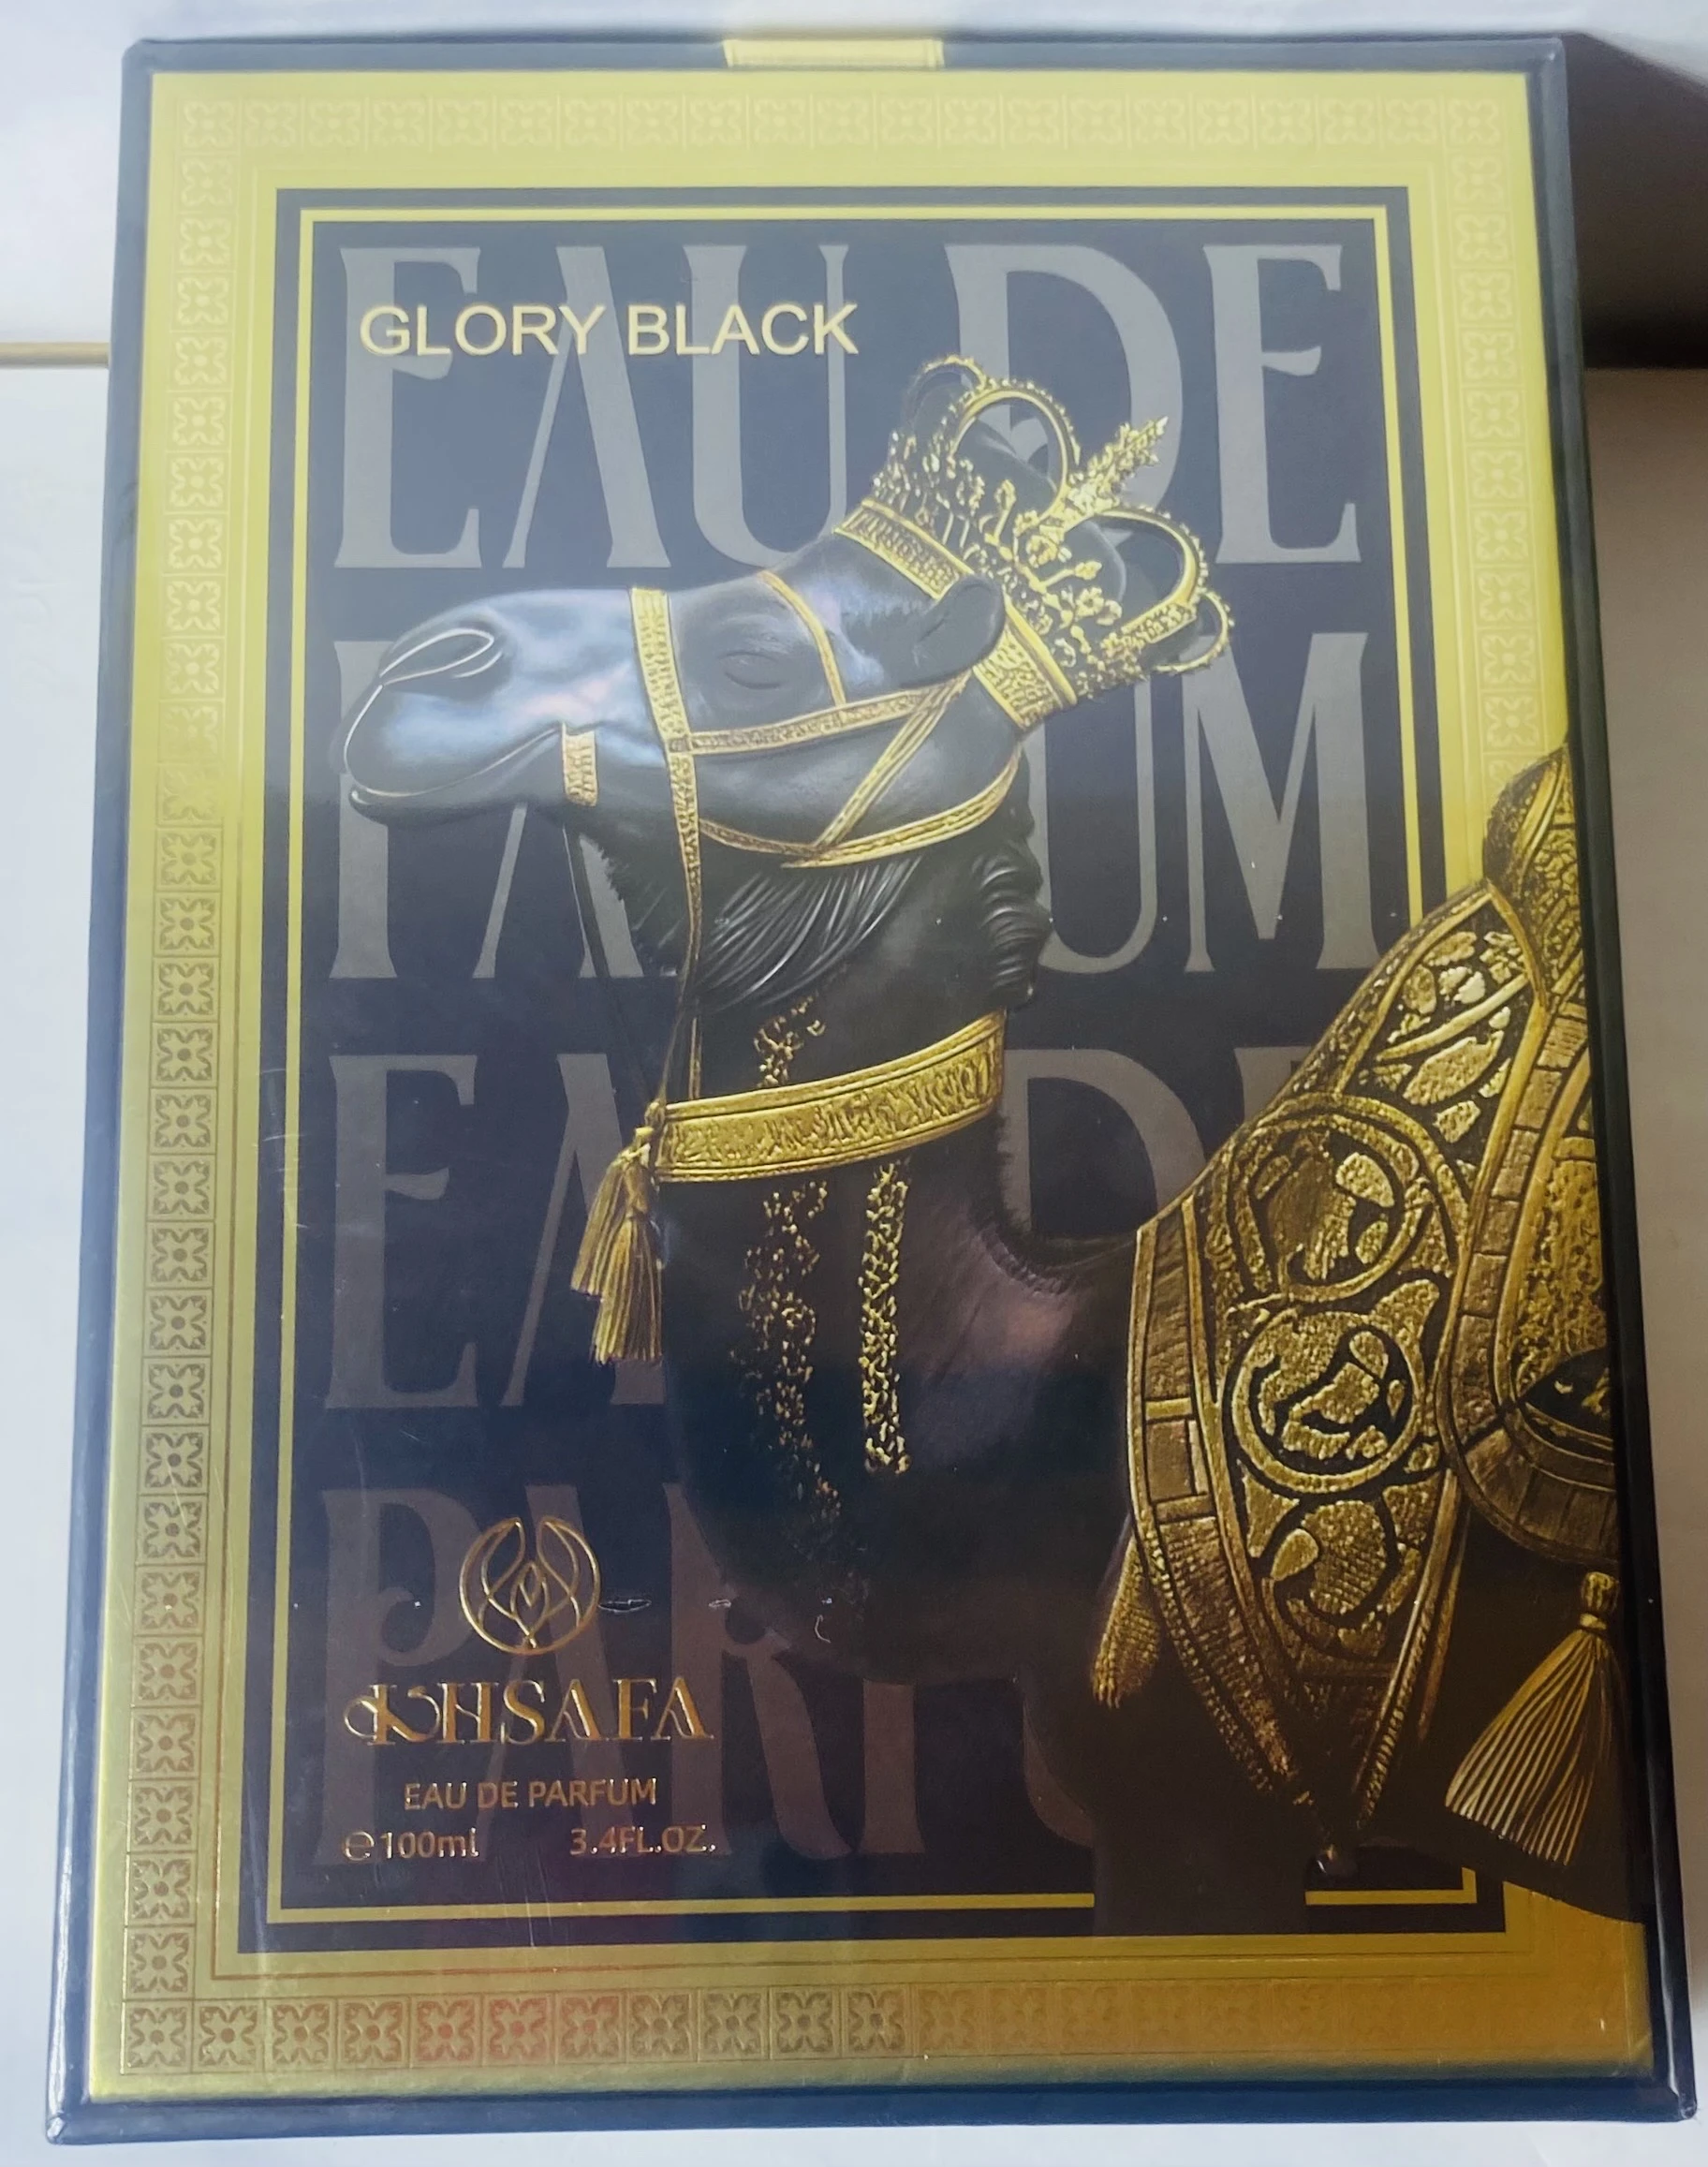 EAU DE
GLORY BLACK
PARFUM
EAU DE
PARFUM
KHSAFA
EAU DE PARFUM
℮100ml 3.4FL.OZ.